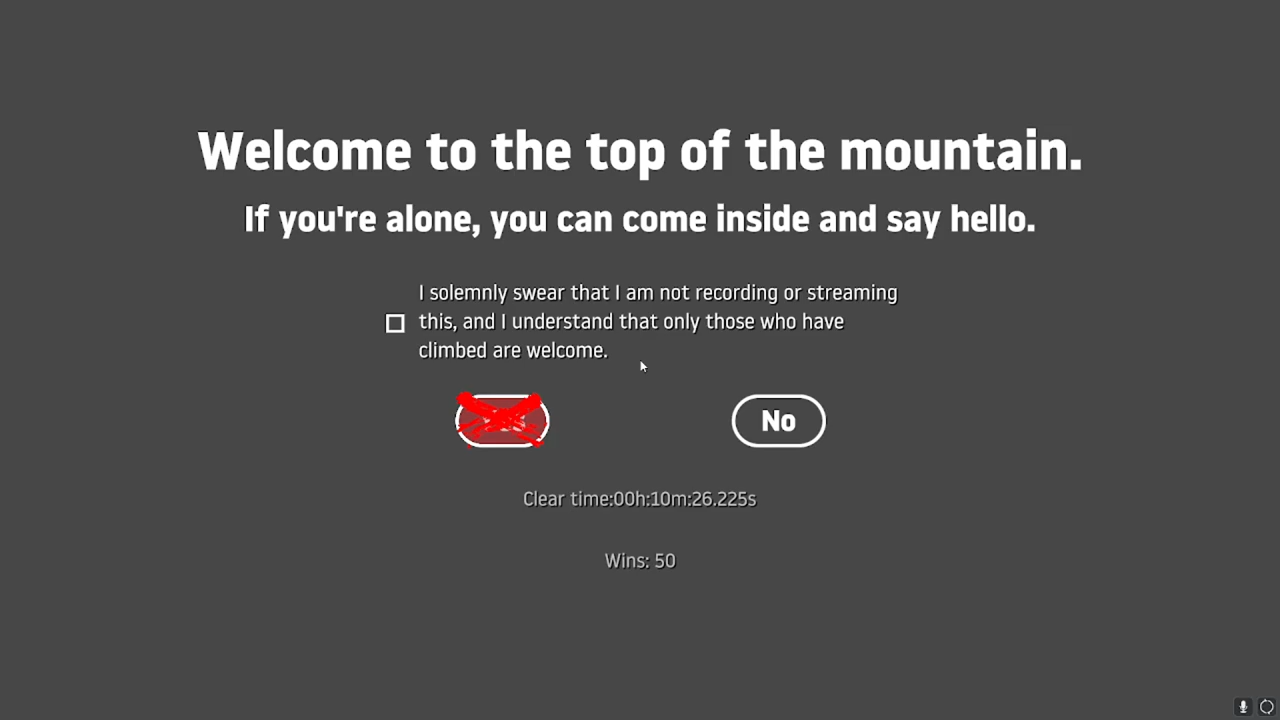 Welcome to the top of the mountain.
If you're alone, you can come inside and say hello.
I solemnly swear that I am not recording or streaming
this, and I understand that only those who have
climbed are welcome.
No
Clear time:00h:10m:26.225s
Wins: 50